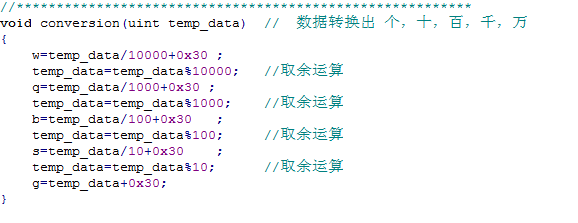 //**********************************************************
void conversion(uint temp_data)  //  数据转换出 个，十，百，千，万
{
    w=temp_data/10000+0x30 ;
    temp_data=temp_data%10000;   //取余运算
    q=temp_data/1000+0x30 ;
    temp_data=temp_data%1000;    //取余运算
    b=temp_data/100+0x30   ;
    temp_data=temp_data%100;     //取余运算
    s=temp_data/10+0x30    ;
    temp_data=temp_data%10;      //取余运算
    g=temp_data+0x30;
}